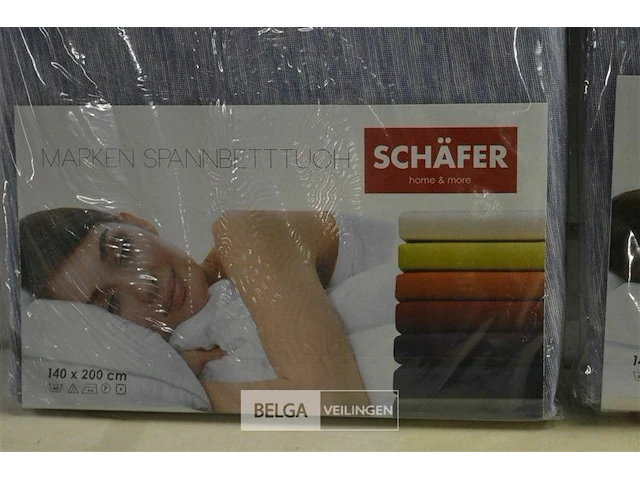 MARKEN SPANNBETTTUCH
SCHÄFER
home & more
140 x 200 cm
BELGA VEILINGEN